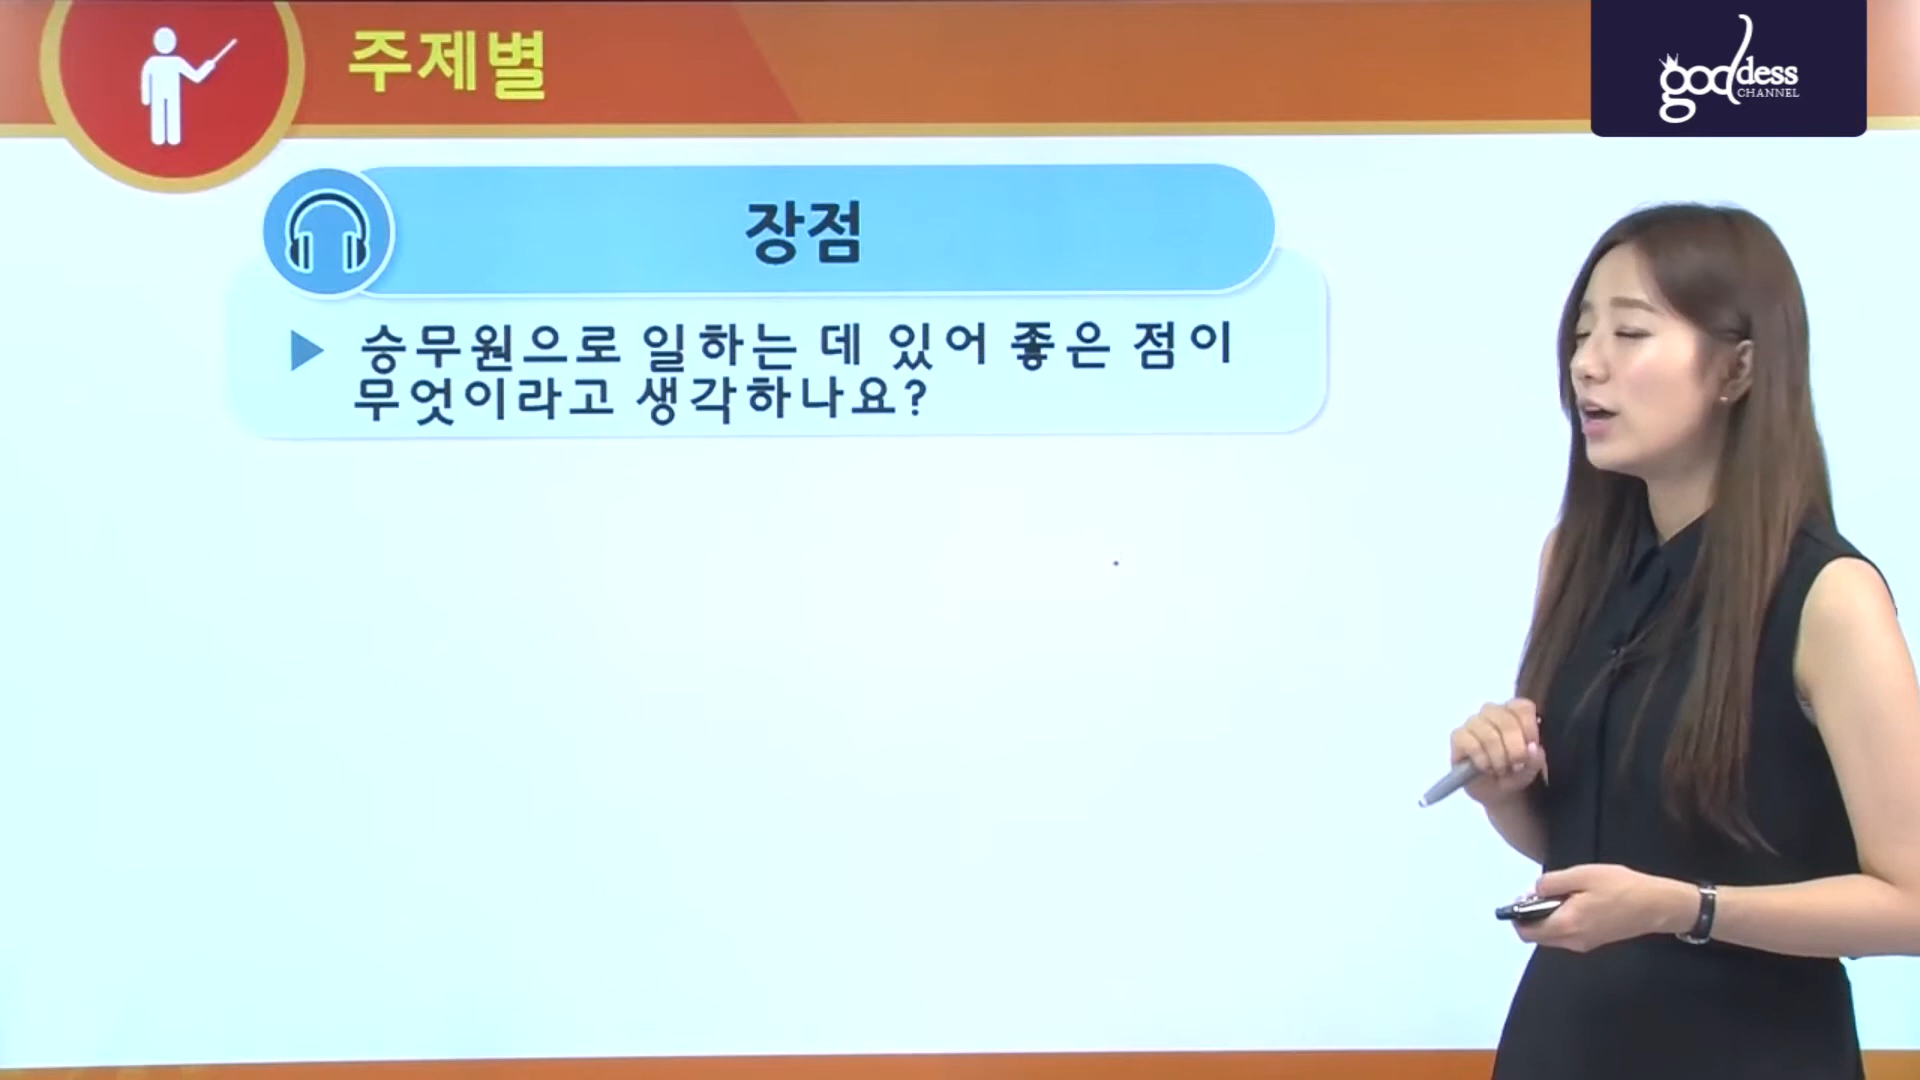 주제별
goddess
CHANNEL
장점
▶ 승무원으로 일하는 데 있어 좋은 점이
무엇이라고 생각하나요?